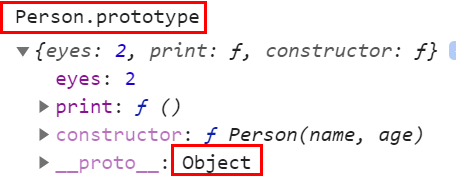 Person.prototype
{eyes: 2, print: ƒ, constructor: ƒ}
eyes: 2
print: ƒ ()
constructor: ƒ Person(name, age)
__proto__: Object